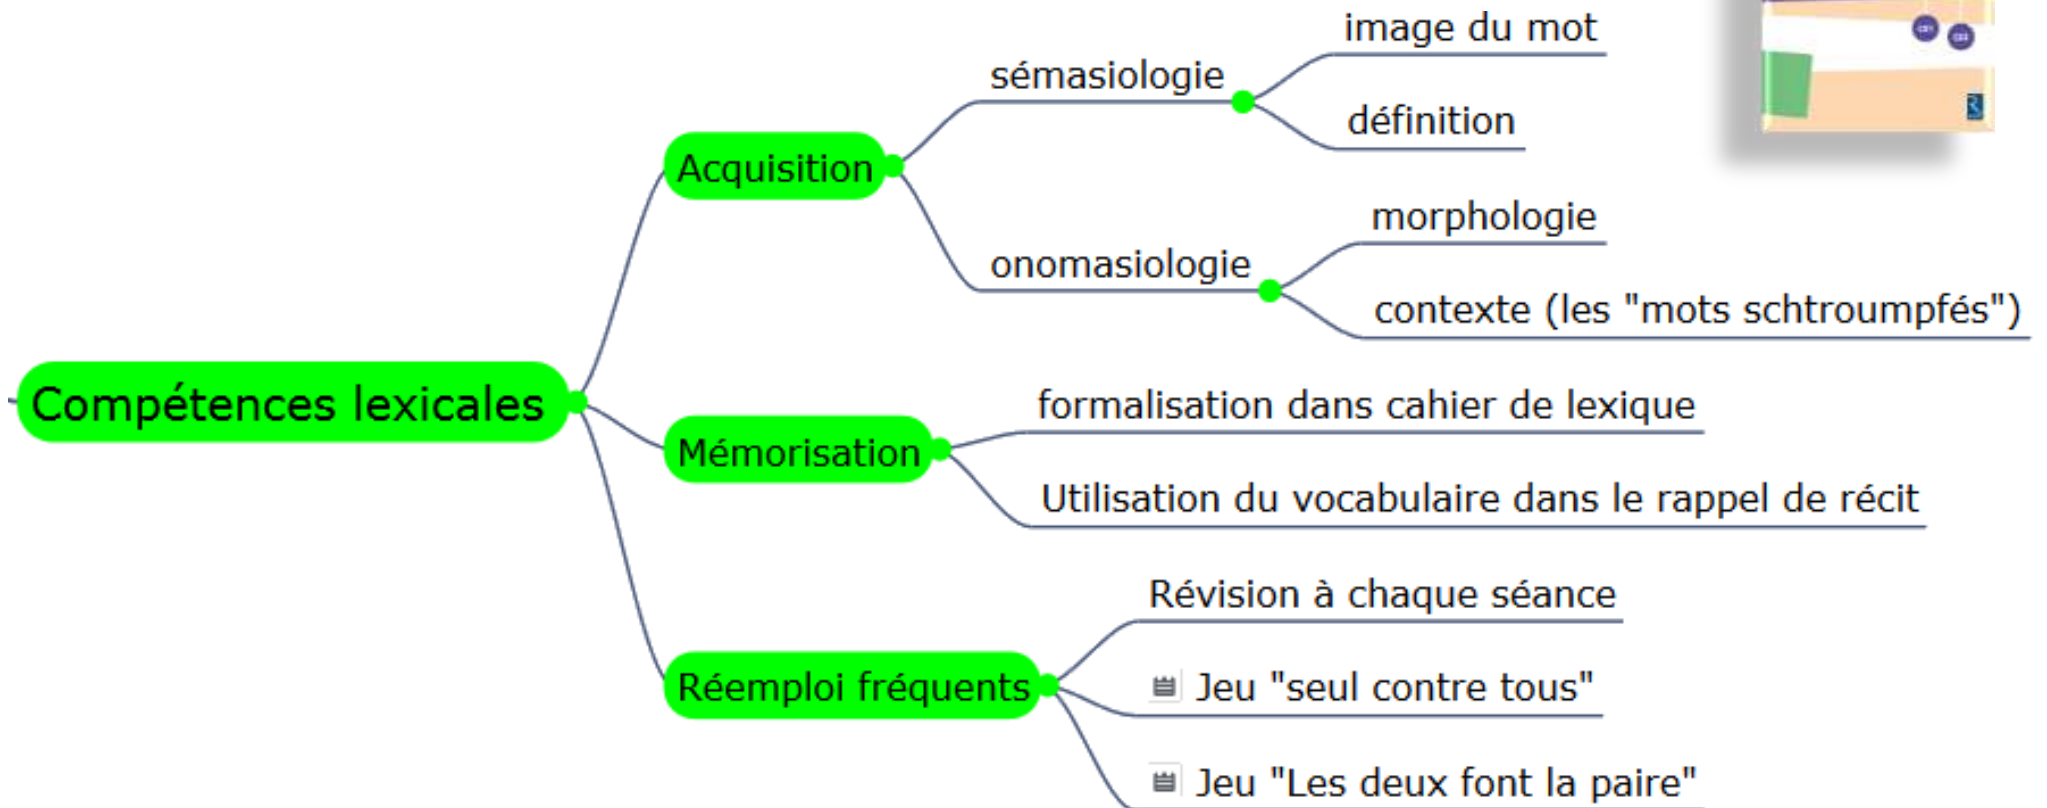 Compétences lexicales
Acquisition
sémasiologie
image du mot
définition
onomasiologie
morphologie
contexte (les "mots schtroumpfés")
Mémorisation
formalisation dans cahier de lexique
Utilisation du vocabulaire dans le rappel de récit
Réemploi fréquents
Révision à chaque séance
Jeu "seul contre tous"
Jeu "Les deux font la paire"